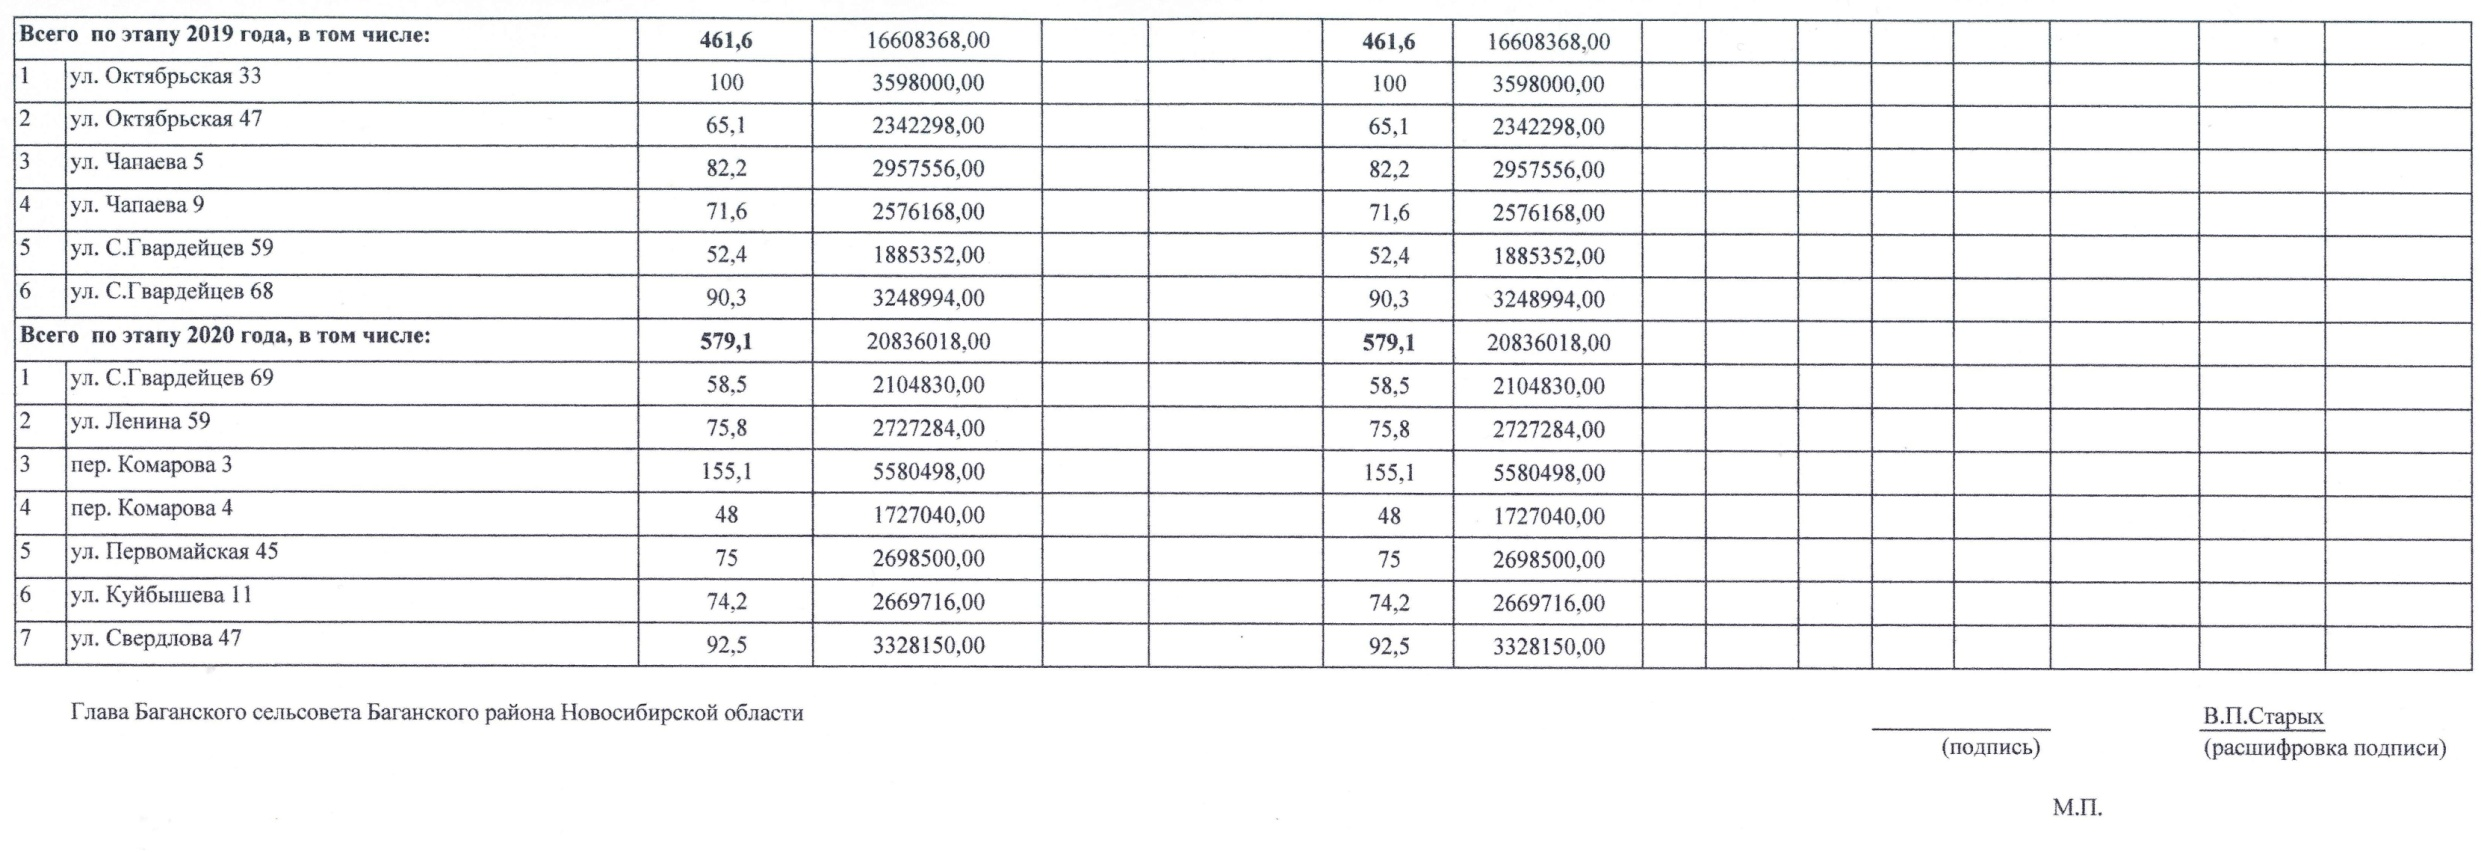 Всего по этапу 2019 года, в том числе: 461,6 16608368,00 461,6 16608368,00
1 ул. Октябрьская 33 100 3598000,00 100 3598000,00
2 ул. Октябрьская 47 65,1 2342298,00 65,1 2342298,00
3 ул. Чапаева 5 82,2 2957556,00 82,2 2957556,00
4 ул. Чапаева 9 71,6 2576168,00 71,6 2576168,00
5 ул. С.Гвардейцев 59 52,4 1885352,00 52,4 1885352,00
6 ул. С.Гвардейцев 68 90,3 3248994,00 90,3 3248994,00
Всего по этапу 2020 года, в том числе: 579,1 20836018,00 579,1 20836018,00
1 ул. С.Гвардейцев 69 58,5 2104830,00 58,5 2104830,00
2 ул. Ленина 59 75,8 2727284,00 75,8 2727284,00
3 пер. Комарова 3 155,1 5580498,00 155,1 5580498,00
4 пер. Комарова 4 48 1727040,00 48 1727040,00
5 ул. Первомайская 45 75 2698500,00 75 2698500,00
6 ул. Куйбышева 11 74,2 2669716,00 74,2 2669716,00
7 ул. Свердлова 47 92,5 3328150,00 92,5 3328150,00
Глава Баганского сельсовета Баганского района Новосибирской области В.П.Старых
(подпись) (расшифровка подписи)
М.П.